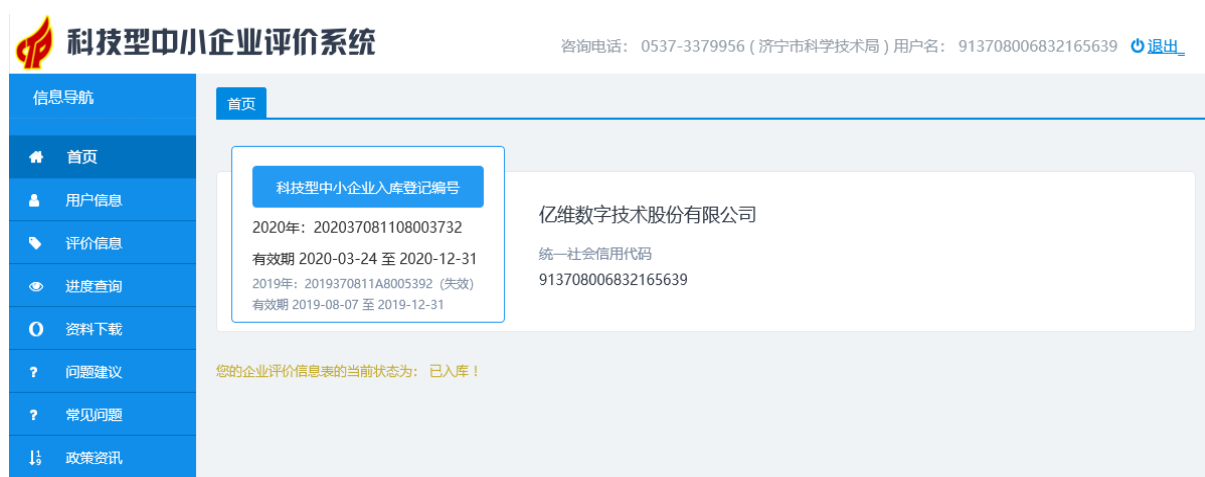 科技型中小企业评价系统
咨询电话： 0537-3379956 ( 济宁市科学技术局 ) 用户名： 913708006832165639 退出
信息导航
首页
首页
用户信息
评价信息
进度查询
资料下载
问题建议
常见问题
政策资讯
科技型中小企业入库登记编号
2020年：202037081108003732
有效期 2020-03-24 至 2020-12-31
2019年：2019370811A8005392 (失效)
有效期 2019-08-07 至 2019-12-31
亿维数字技术股份有限公司
统一社会信用代码
913708006832165639
您的企业评价信息表的当前状态为： 已入库！